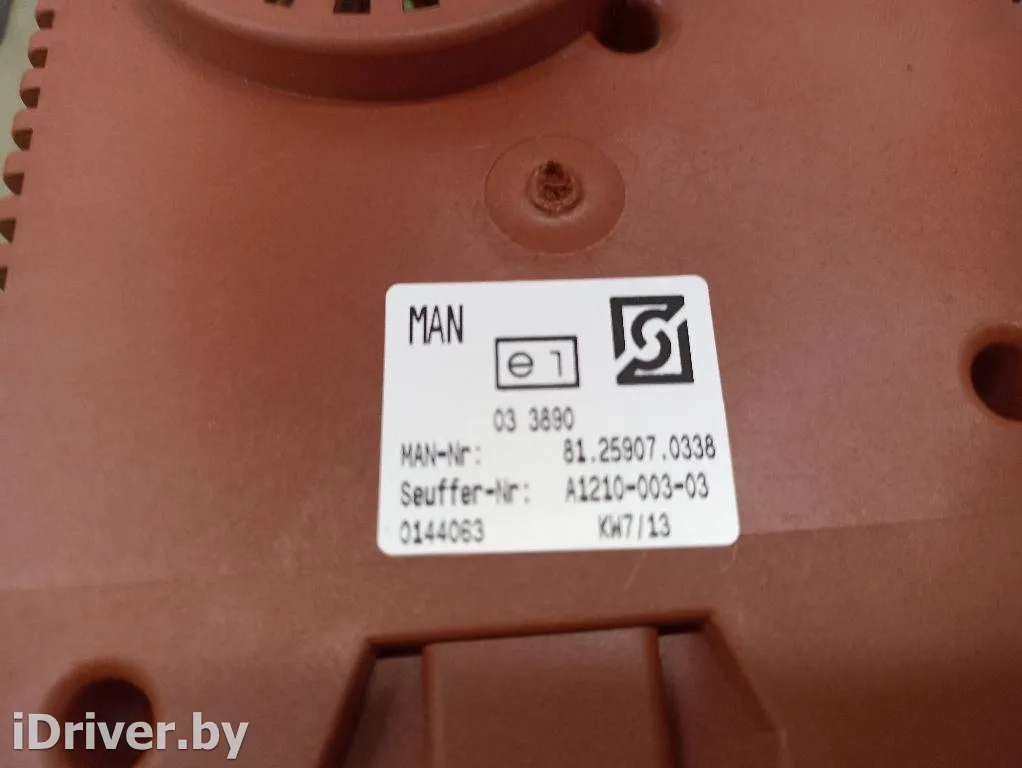 MAN
e1
03 3890
MAN-Nr: 81.25907.0338
Seuffer-Nr: A1210-003-03
0144063 KW7/13
iDriver.by